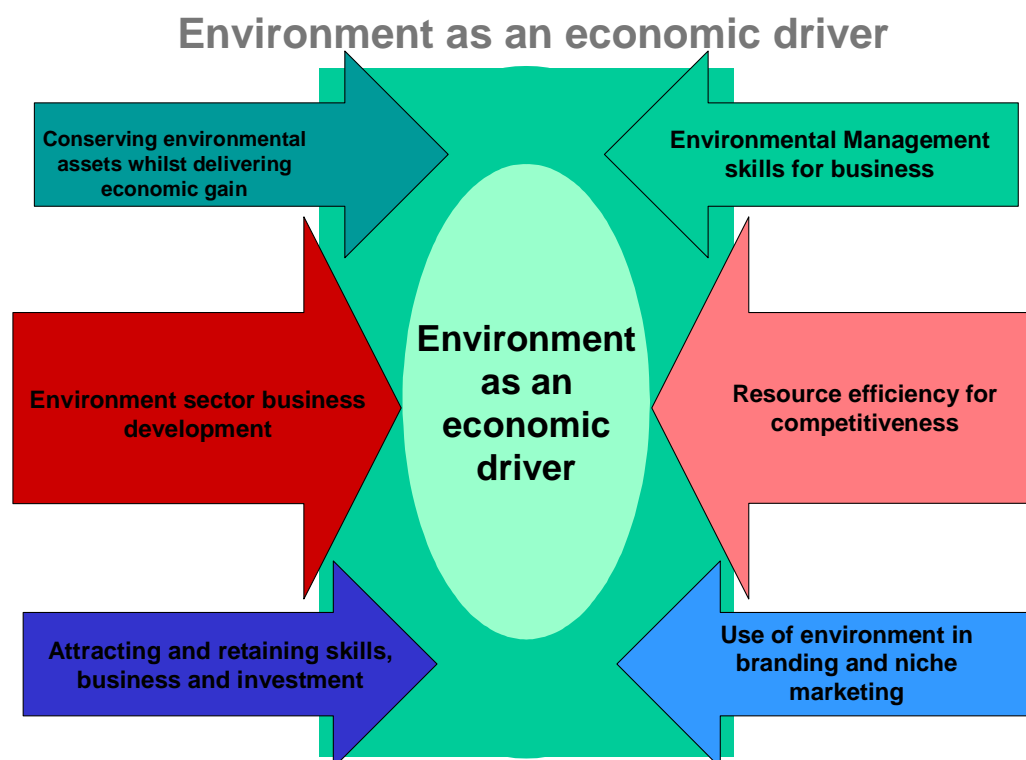 Environment as an economic driver
Conserving environmental
assets whilst delivering
economic gain
Environmental Management
skills for business
Environment sector business
development
Environment
as an
economic
driver
Resource efficiency for
competitiveness
Attracting and retaining skills,
business and investment
Use of environment in
branding and niche
marketing